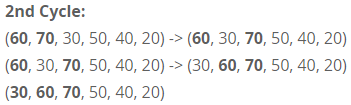 2nd Cycle:
(60, 70, 30, 50, 40, 20) -> (60, 30, 70, 50, 40, 20)
(60, 30, 70, 50, 40, 20) -> (30, 60, 70, 50, 40, 20)
(30, 60, 70, 50, 40, 20)